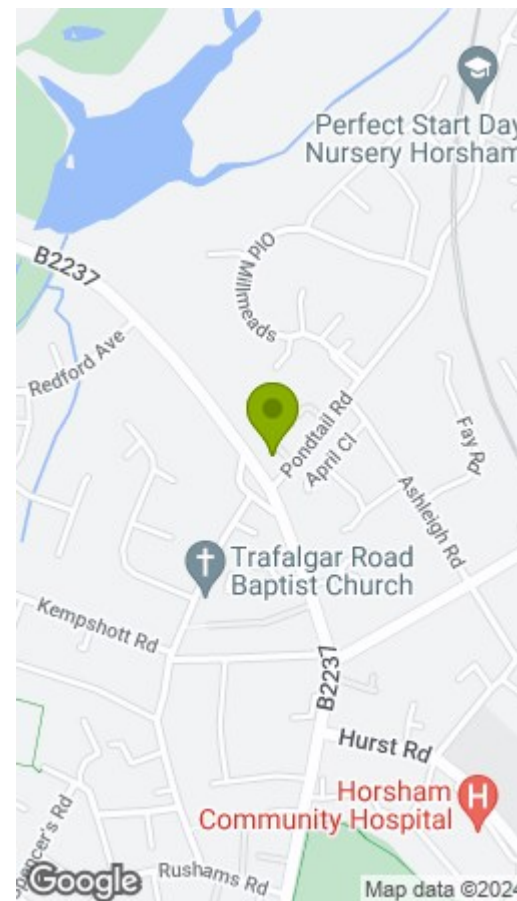 Perfect Start Day
Nursery Horsham
B2237
Old Millmeads
Redford Ave
Pondtail Rd
April Cl
Fay Rd
Ashleigh Rd
Trafalgar Road
Baptist Church
Kempshott Rd
B2237
Hurst Rd
Horsham
Community Hospital
H
Spencer's Rd
Rushams Rd
Google
Map data ©2024